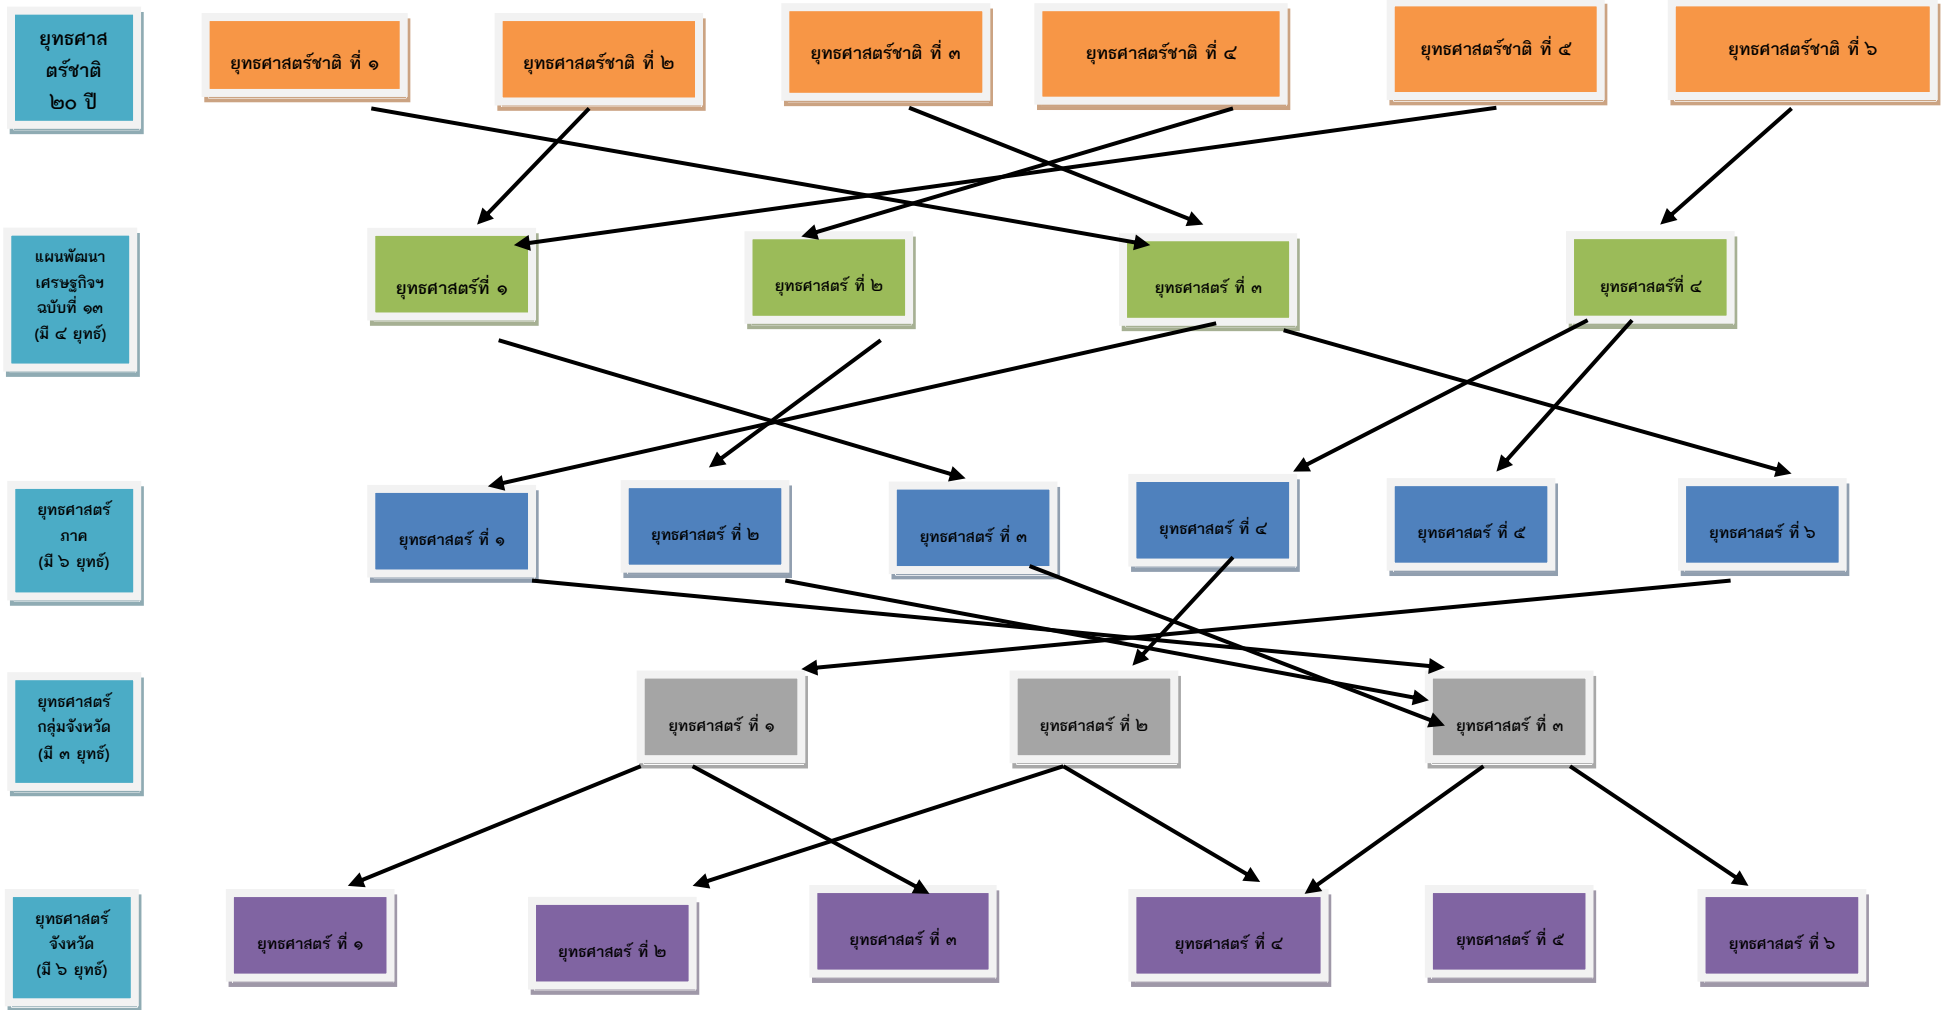 ยุทธศาส
ตร์ชาติ
๒๐ ปี
ยุทธศาสตร์ชาติ ที่ ๑
ยุทธศาสตร์ชาติ ที่ ๒
ยุทธศาสตร์ชาติ ที่ ๓
ยุทธศาสตร์ชาติ ที่ ๔
ยุทธศาสตร์ชาติ ที่ ๕
ยุทธศาสตร์ชาติ ที่ ๖
แผนพัฒนา
เศรษฐกิจฯ
ฉบับที่ ๑๓
(มี ๔ ยุทธ์)
ยุทธศาสตร์ที่ ๑
ยุทธศาสตร์ ที่ ๒
ยุทธศาสตร์ ที่ ๓
ยุทธศาสตร์ที่ ๔
ยุทธศาสตร์
ภาค
(มี ๖ ยุทธ์)
ยุทธศาสตร์ ที่ ๑
ยุทธศาสตร์ ที่ ๒
ยุทธศาสตร์ ที่ ๓
ยุทธศาสตร์ ที่ ๔
ยุทธศาสตร์ ที่ ๕
ยุทธศาสตร์ ที่ ๖
ยุทธศาสตร์
กลุ่มจังหวัด
(มี ๓ ยุทธ์)
ยุทธศาสตร์ ที่ ๑
ยุทธศาสตร์ ที่ ๒
ยุทธศาสตร์ ที่ ๓
ยุทธศาสตร์
จังหวัด
(มี ๖ ยุทธ์)
ยุทธศาสตร์ ที่ ๑
ยุทธศาสตร์ ที่ ๒
ยุทธศาสตร์ ที่ ๓
ยุทธศาสตร์ ที่ ๔
ยุทธศาสตร์ ที่ ๕
ยุทธศาสตร์ ที่ ๖